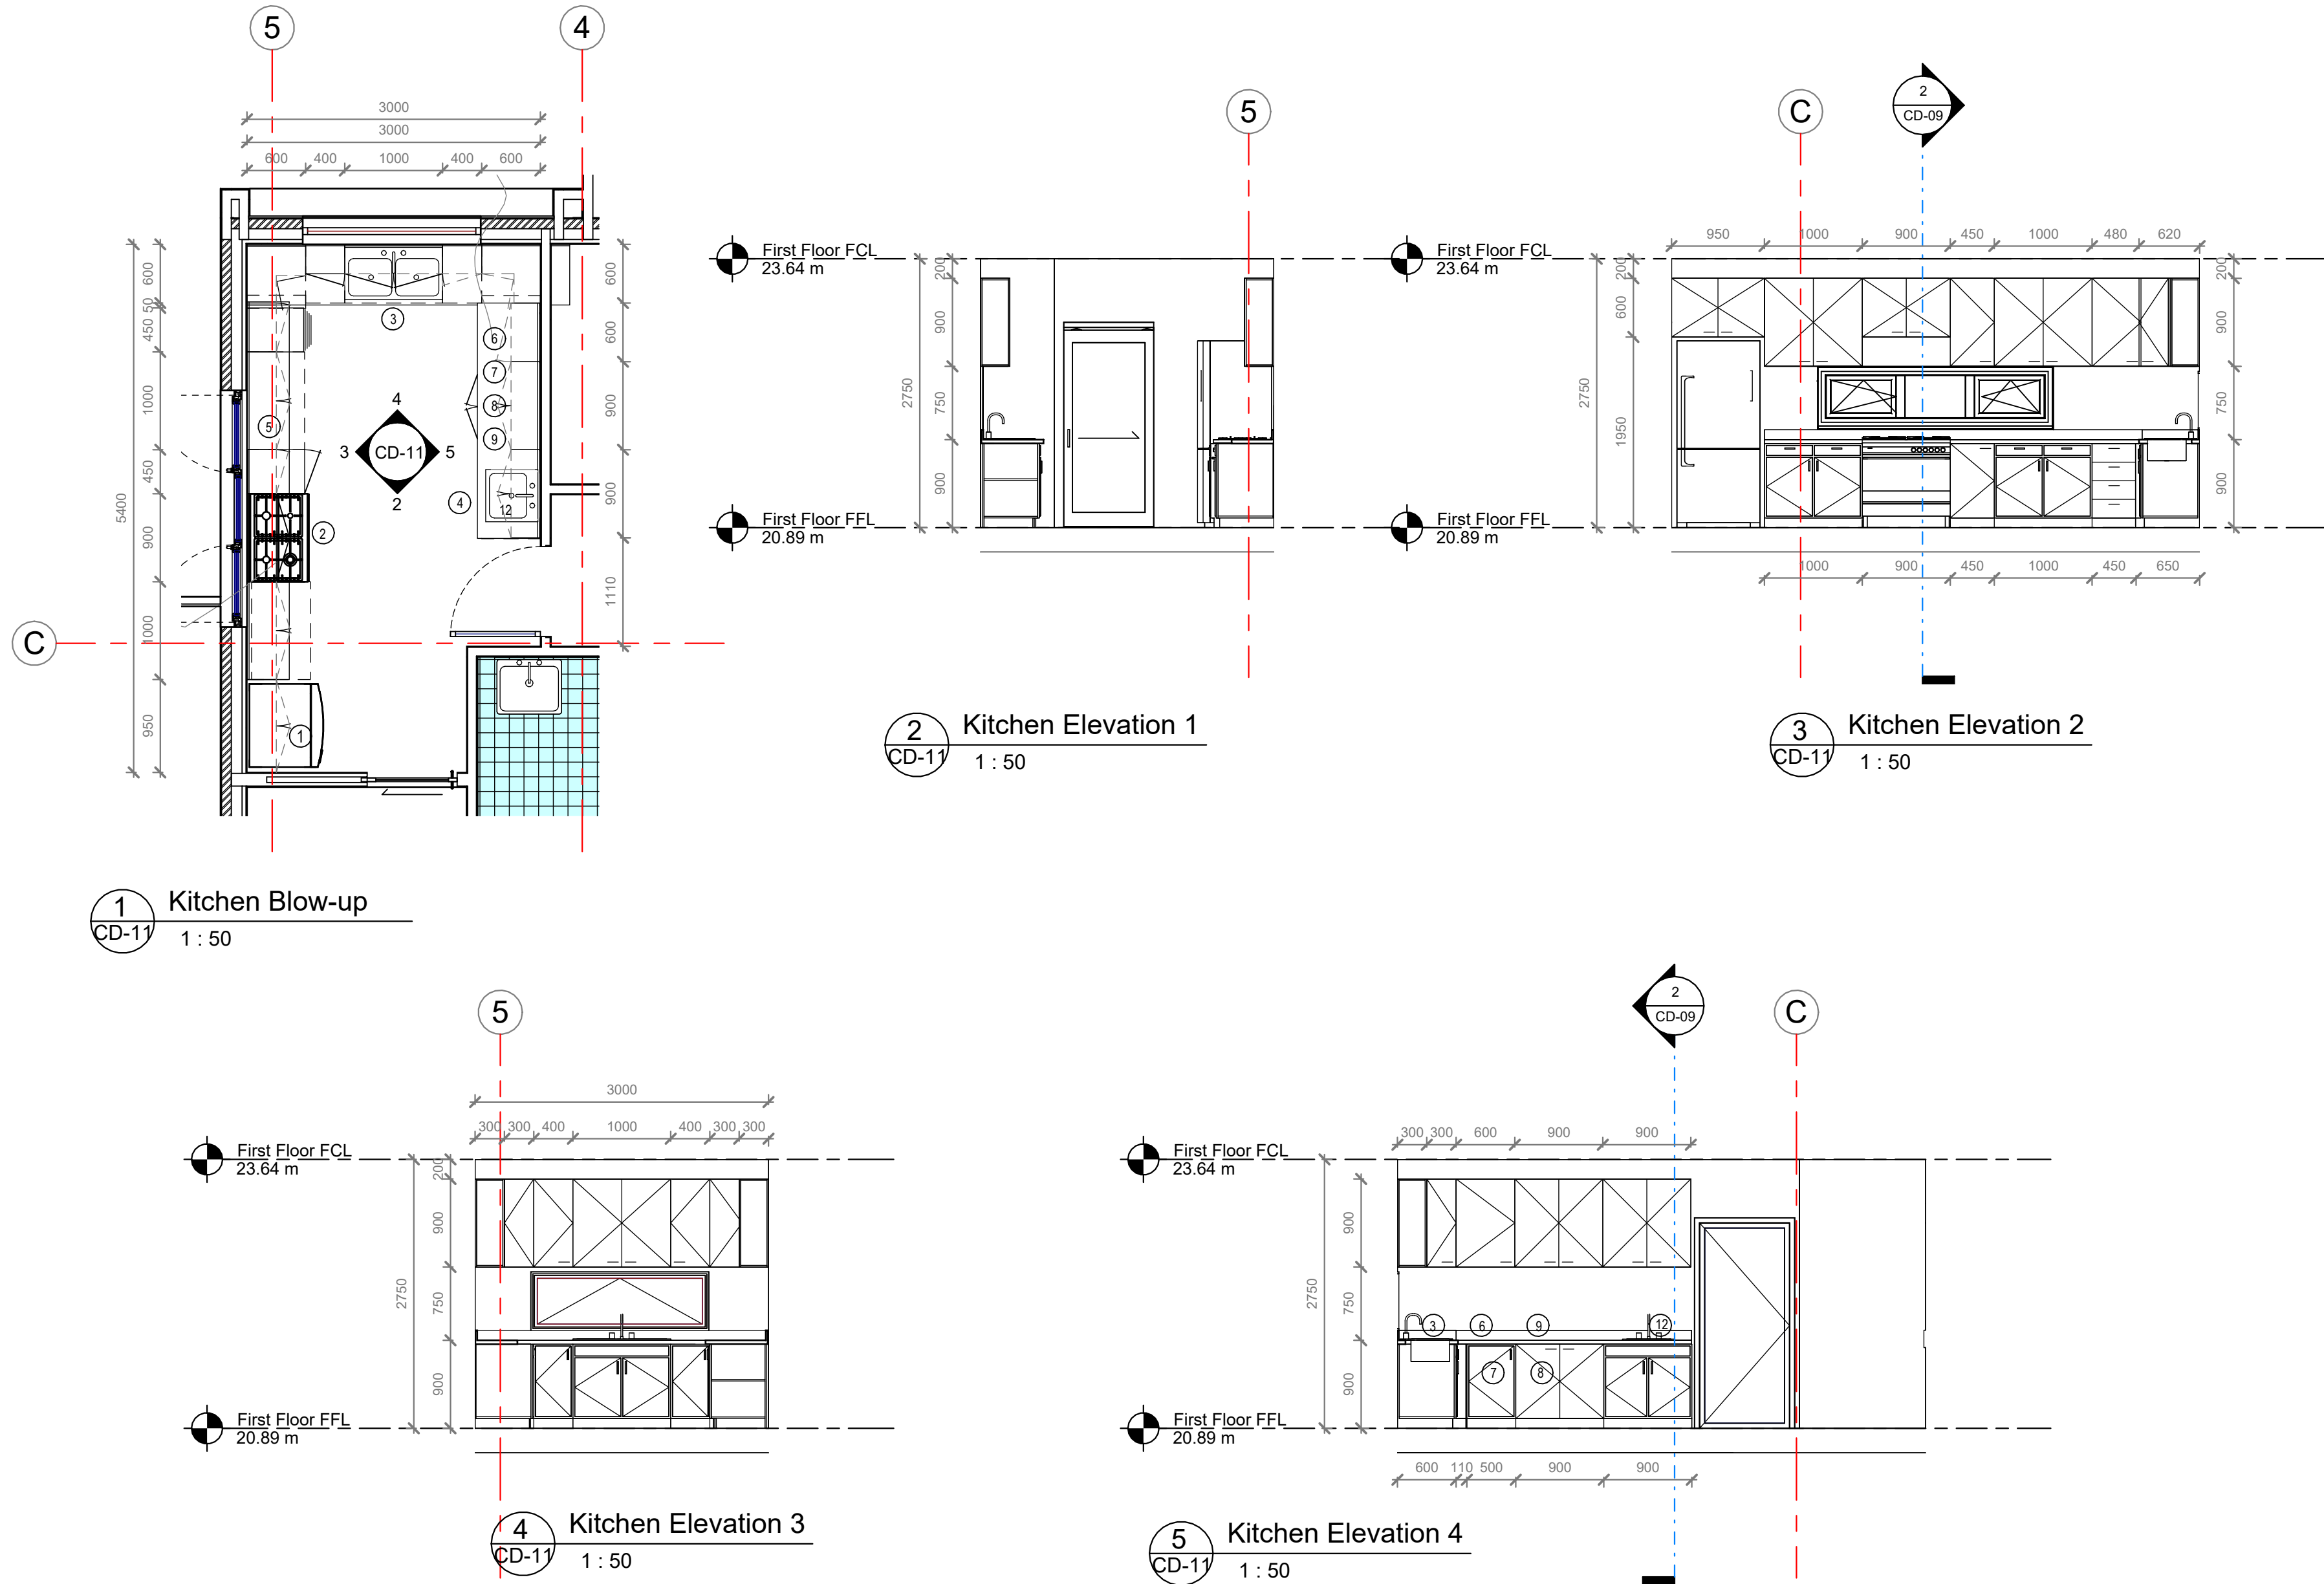 5
4
3000
3000
600 400 1000 400 600
5400
600
50
450
1000
450
900
1000
950
600
600
900
900
1110
3
6
7
8
9
5
4
3 CD-11 5
2
4
12
2
1
C
1
CD-11
Kitchen Blow-up
1 : 50
5
First Floor FCL
23.64 m
First Floor FFL
20.89 m
2750
200
900
750
900
2
CD-11
Kitchen Elevation 1
1 : 50
C
2
CD-09
950 1000 900 450 1000 480 620
First Floor FCL
23.64 m
First Floor FFL
20.89 m
2750
200
600
1950
200
900
750
900
1000 900 450 1000 450 650
3
CD-11
Kitchen Elevation 2
1 : 50
5
3000
300 300 400 1000 400 300 300
First Floor FCL
23.64 m
First Floor FFL
20.89 m
2750
200
900
750
900
4
CD-11
Kitchen Elevation 3
1 : 50
2
CD-09
C
300 300 600 900 900
First Floor FCL
23.64 m
First Floor FFL
20.89 m
2750
900
750
900
3 6 9 12
7 8
600 110 500 900 900
5
CD-11
Kitchen Elevation 4
1 : 50